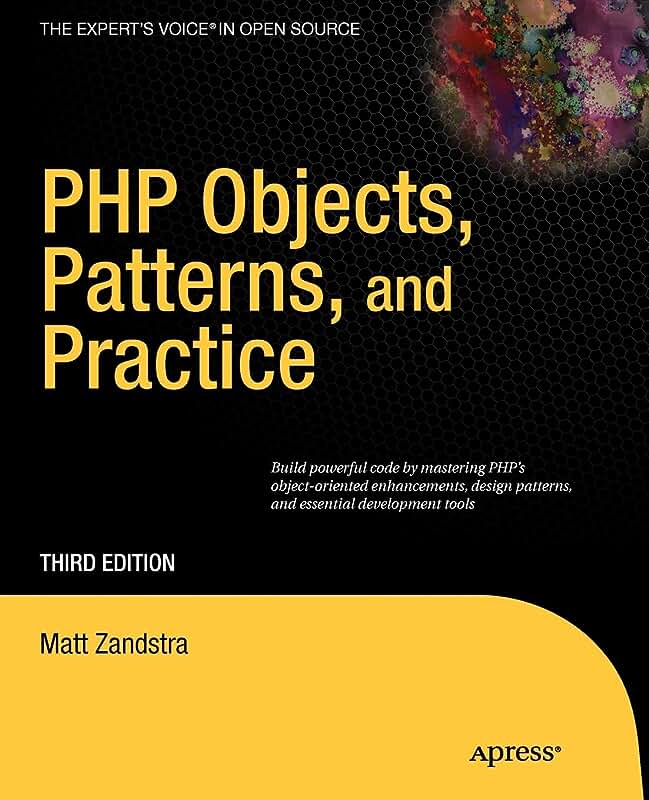 THE EXPERT'S VOICE® IN OPEN SOURCE
PHP Objects,
Patterns, and
Practice
Build powerful code by mastering PHP's
object-oriented enhancements, design patterns,
and essential development tools
THIRD EDITION
Matt Zandstra
Apress®